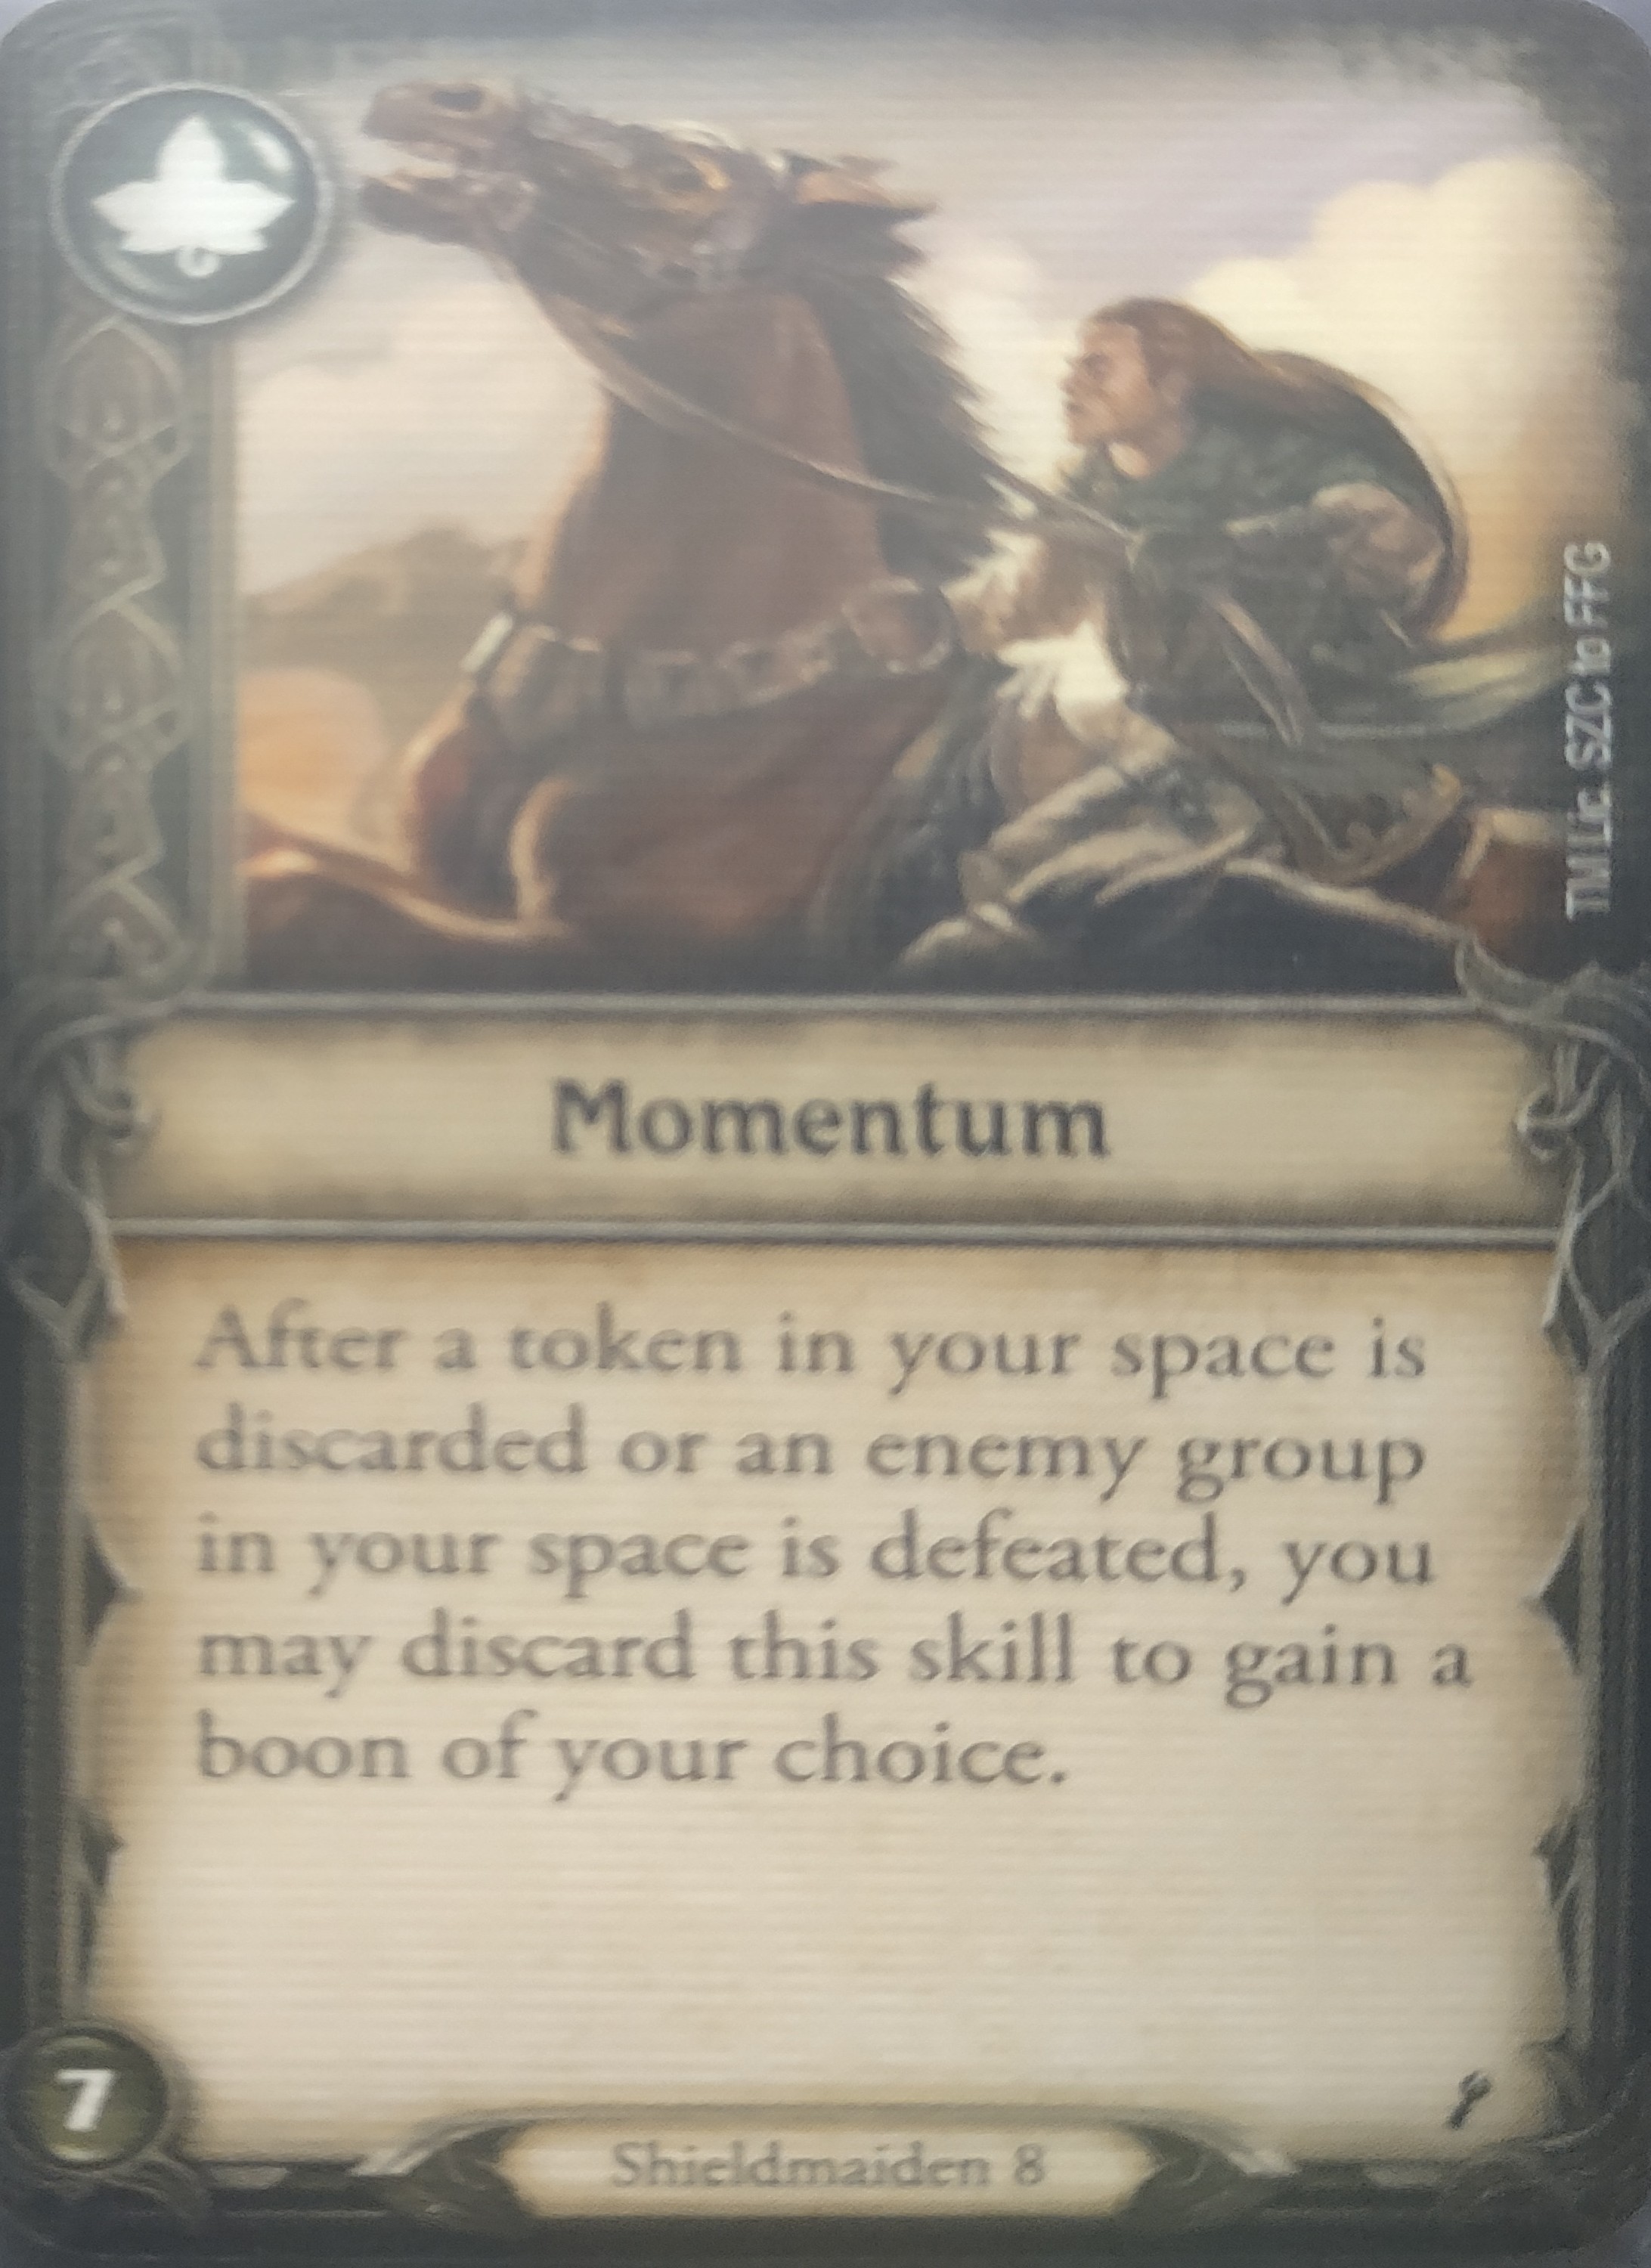 TM Lic. SZC to FFG
Momentum
After a token in your space is
discarded or an enemy group
in your space is defeated, you
may discard this skill to gain a
boon of your choice.
7
Shieldmaiden 8